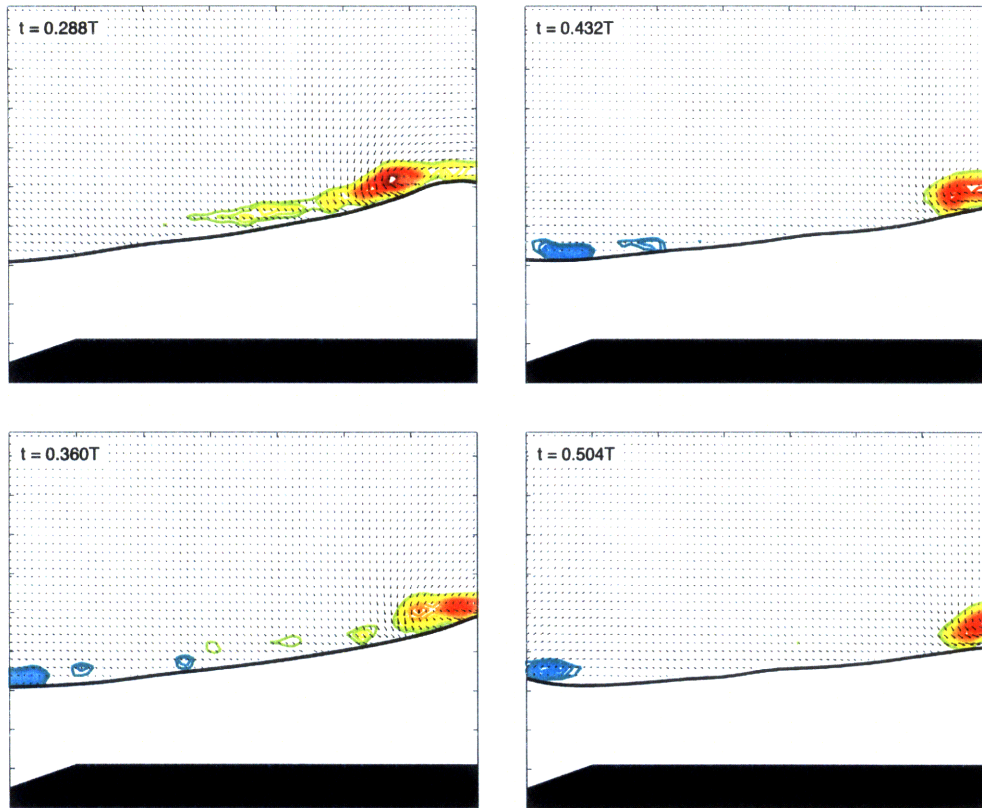 t = 0.288T
t = 0.432T
t = 0.360T
t = 0.504T